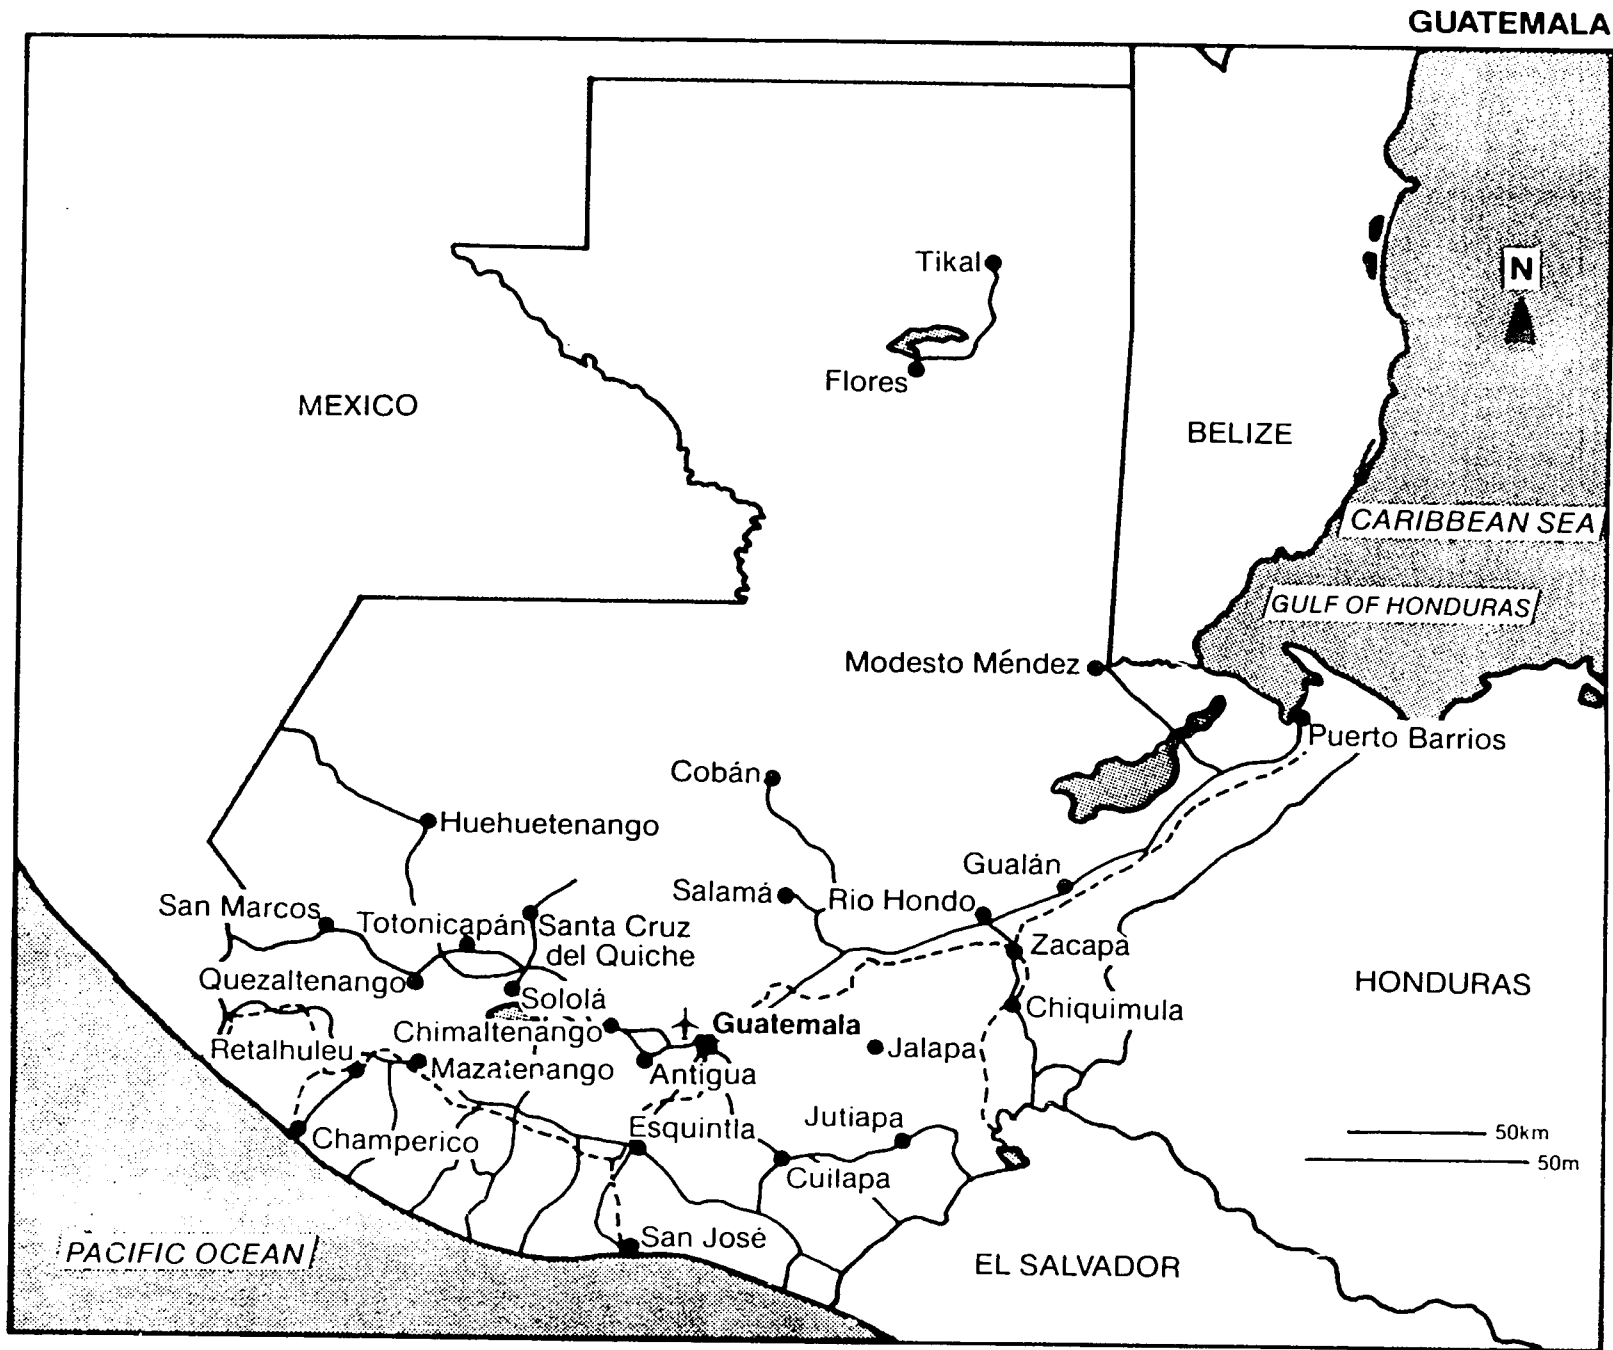 GUATEMALA
Tikal
N
Flores
MEXICO
BELIZE
CARIBBEAN SEA
GULF OF HONDURAS
Modesto Méndez
Puerto Barrios
Cobán
Huehuetenango
Gualán
Salamá
Rio Hondo
San Marcos
Totonicapán
Santa Cruz
del Quiche
Zacapa
Quezaltenango
HONDURAS
Sololá
Chiquimula
Chimaltenango
Guatemala
Retalhuleu
Jalapa
Mazatenango
Antigua
Jutiapa
Esquintla
Champerico
50km
50m
Cuilapa
San José
PACIFIC OCEAN
EL SALVADOR